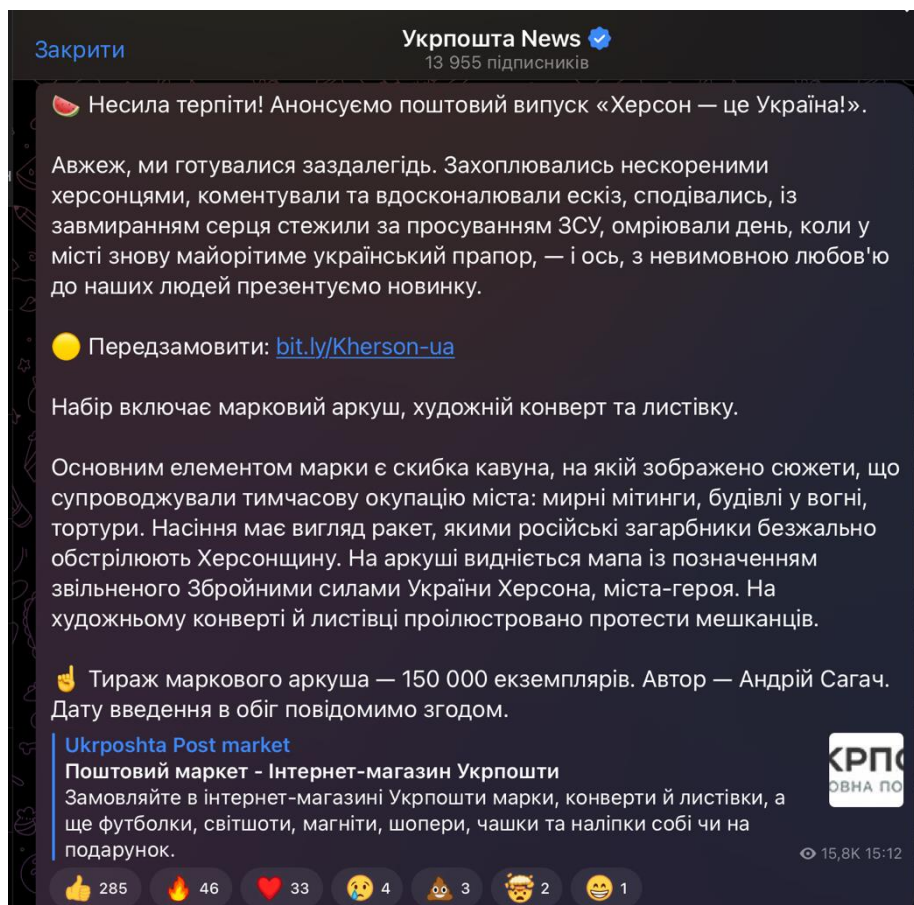 Закрити
Укрпошта News
13 955 підписників
🍉 Несила терпіти! Анонсуємо поштовий випуск «Херсон — це Україна!».
Авжеж, ми готувалися заздалегідь. Захоплювались нескореними
херсонцями, коментували та вдосконалювали ескіз, сподівались, із
завмиранням серця стежили за просуванням ЗСУ, омріювали день, коли у
місті знову майорітиме український прапор, — і ось, з невимовною любов'ю
до наших людей презентуємо новинку.
🟡 Передзамовити: bit.ly/Kherson-ua
Набір включає марковий аркуш, художній конверт та листівку.
Основним елементом марки є скибка кавуна, на якій зображено сюжети, що
супроводжували тимчасову окупацію міста: мирні мітинги, будівлі у вогні,
тортури. Насіння має вигляд ракет, якими російські загарбники безжально
обстрілюють Херсонщину. На аркуші видніється мапа із позначенням
звільненого Збройними силами України Херсона, міста-героя. На
художньому конверті й листівці проілюстровано протести мешканців.
☝ Тираж маркового аркуша — 150 000 екземплярів. Автор — Андрій Сагач.
Дату введення в обіг повідомимо згодом.
Ukrposhta Post market
Поштовий маркет - Інтернет-магазин Укрпошти
Замовляйте в інтернет-магазині Укрпошти марки, конверти й листівки, а
ще футболки, світшоти, магніти, шопери, чашки та наліпки собі чи на
подарунок.
15,8K 15:12
👍 285 🔥 46 ❤️ 33 😢 4 💩 3 🤯 2 😁 1